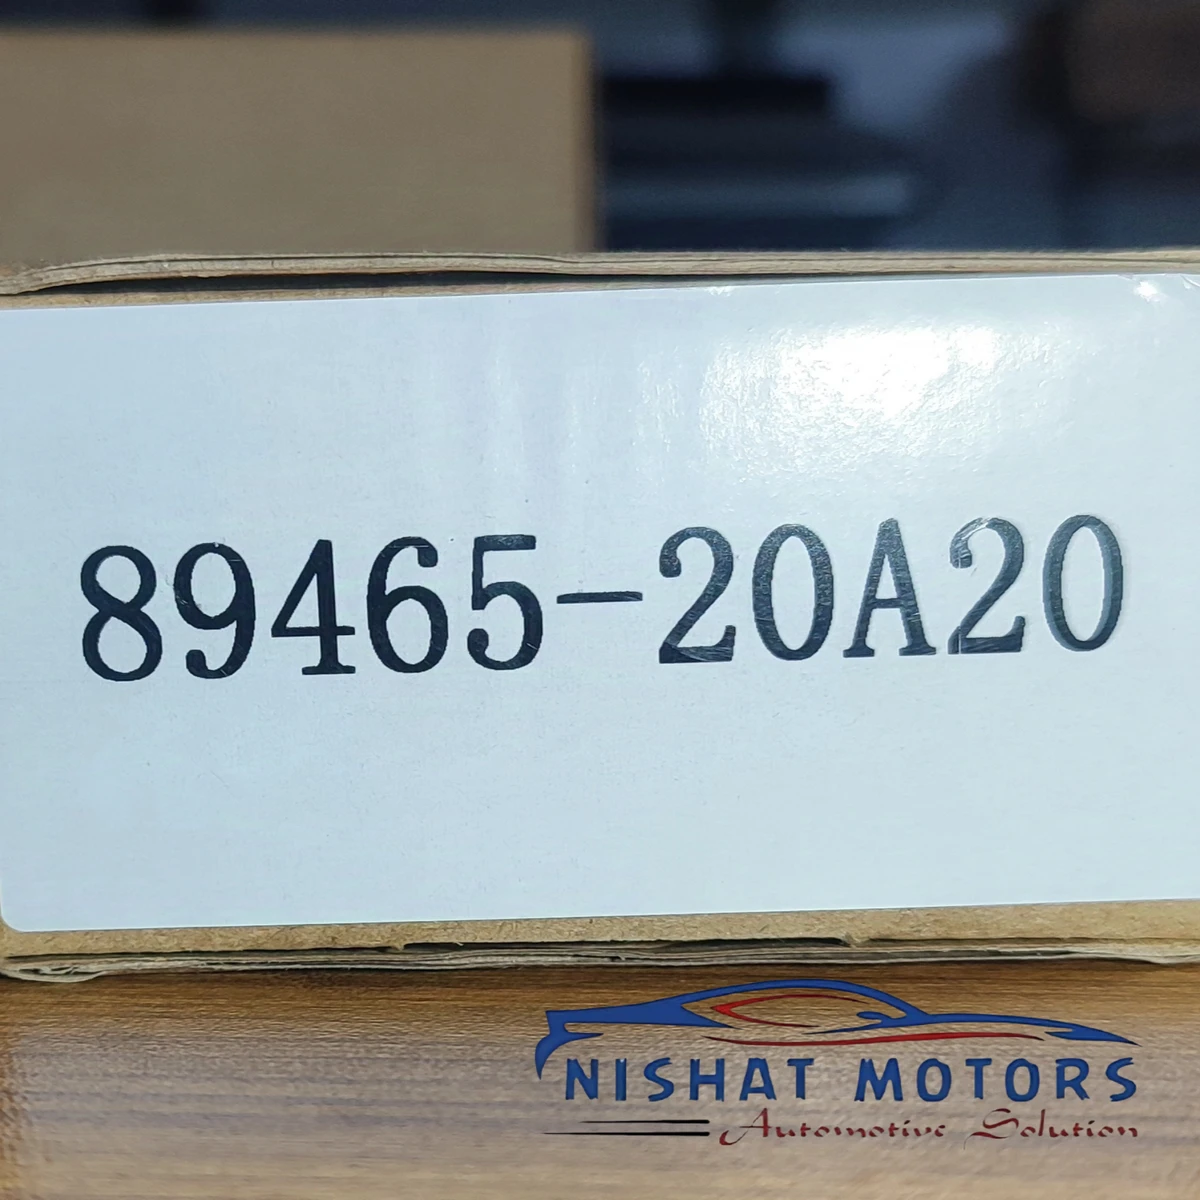 89465-20A20
NISHAT MOTORS
Automotive Solution